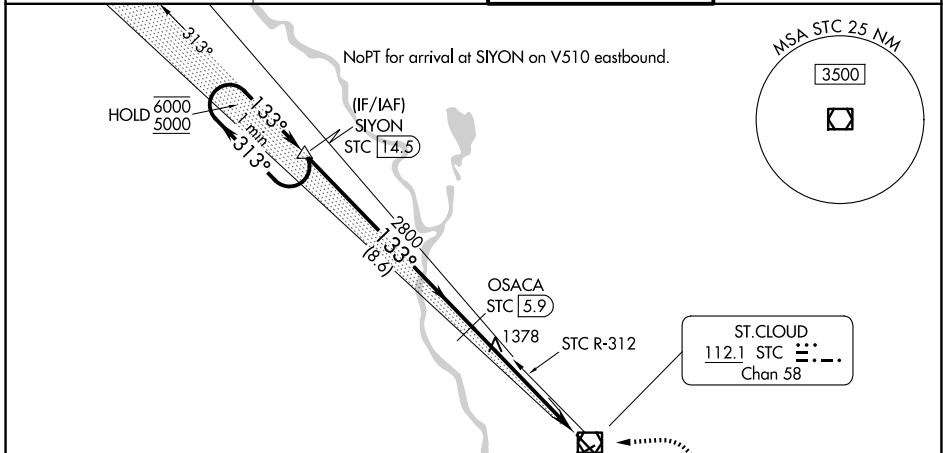 313°
NoPT for arrival at SIYON on V510 eastbound.
MSA STC 25 NM
3500
HOLD 6000
5000
133°
1 min
313°
(IF/IAF)
SIYON
STC 14.5
2800
133°
(8.6)
OSACA
STC 5.9
1378
STC R-312
ST.CLOUD
112.1 STC
Chan 58